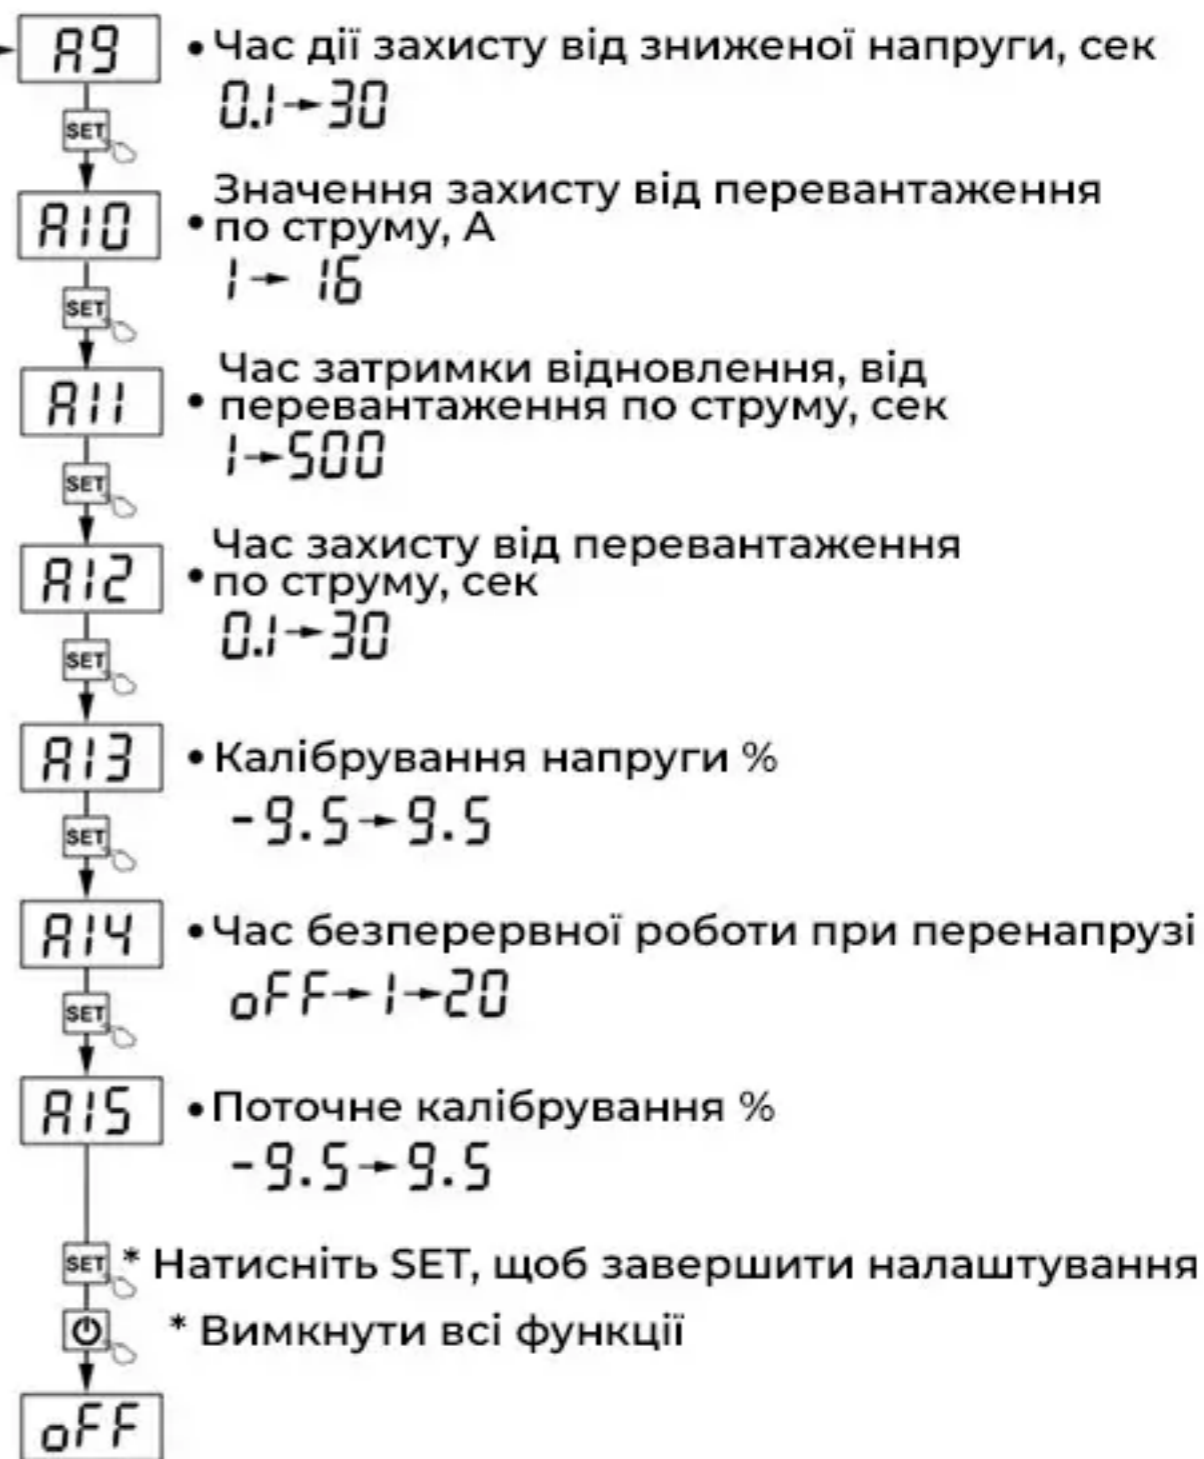 A9 • Час дії захисту від зниженої напруги, сек
0.1→30
SET
Значення захисту від перевантаження
A10 • по струму, А
1→ 16
SET
Час затримки відновлення, від
A11 • перевантаження по струму, сек
1→500
SET
Час захисту від перевантаження
A12 • по струму, сек
0.1→30
SET
A13 • Калібрування напруги %
-9.5→9.5
SET
A14 • Час безперервної роботи при перенапрузі
oFF→1→20
SET
A15 • Поточне калібрування %
-9.5→9.5
SET * Натисніть SET, щоб завершити налаштування
* Вимкнути всі функції
oFF